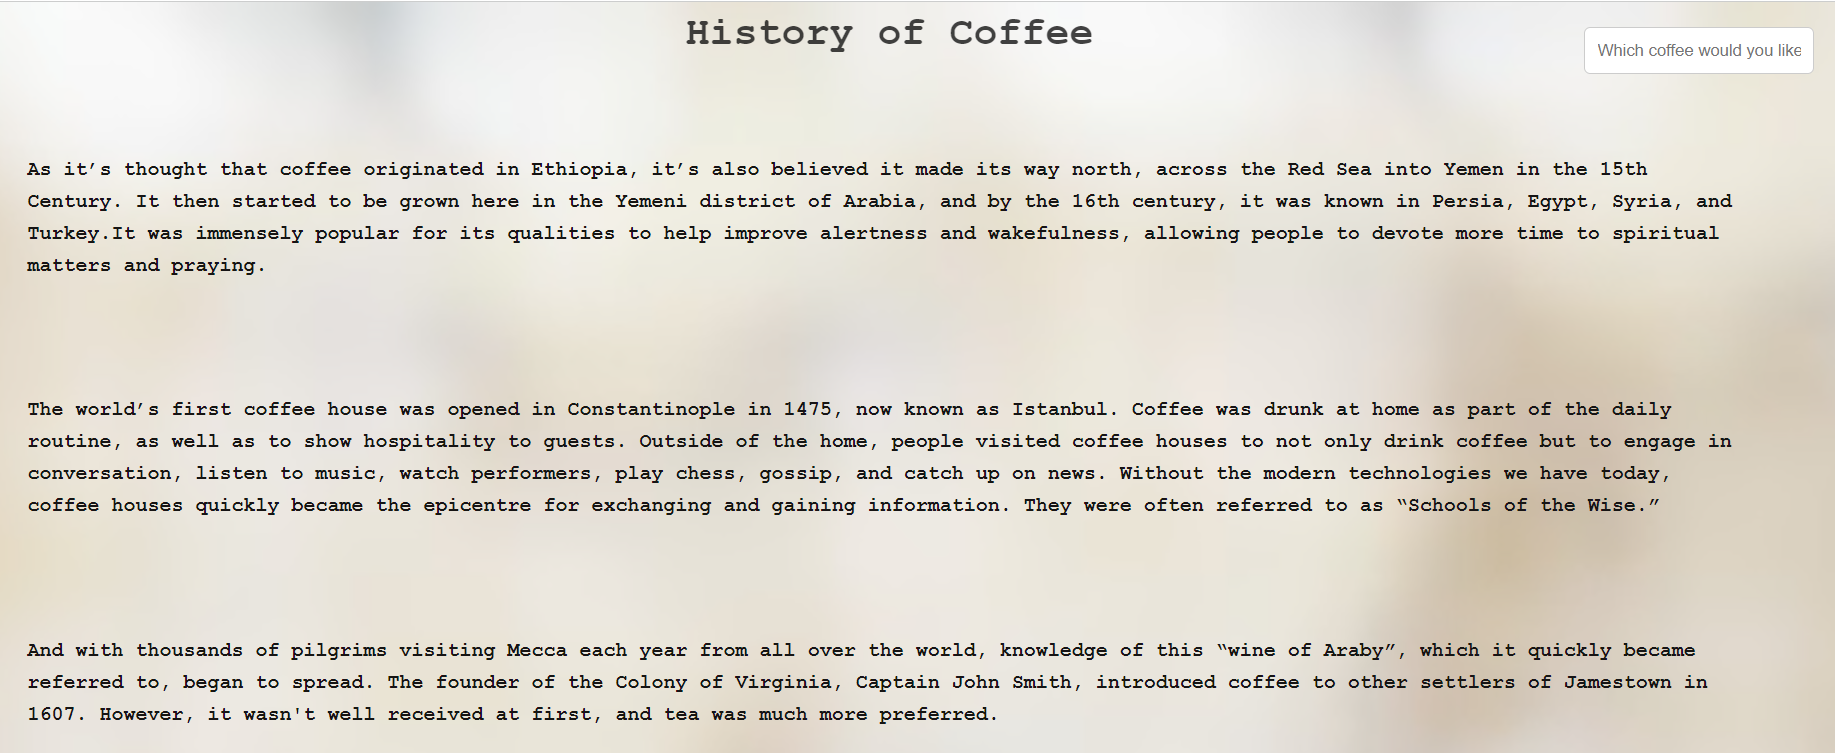 History of Coffee
Which coffee would you like
As it’s thought that coffee originated in Ethiopia, it’s also believed it made its way north, across the Red Sea into Yemen in the 15th
Century. It then started to be grown here in the Yemeni district of Arabia, and by the 16th century, it was known in Persia, Egypt, Syria, and
Turkey.It was immensely popular for its qualities to help improve alertness and wakefulness, allowing people to devote more time to spiritual
matters and praying.
The world’s first coffee house was opened in Constantinople in 1475, now known as Istanbul. Coffee was drunk at home as part of the daily
routine, as well as to show hospitality to guests. Outside of the home, people visited coffee houses to not only drink coffee but to engage in
conversation, listen to music, watch performers, play chess, gossip, and catch up on news. Without the modern technologies we have today,
coffee houses quickly became the epicentre for exchanging and gaining information. They were often referred to as “Schools of the Wise.”
And with thousands of pilgrims visiting Mecca each year from all over the world, knowledge of this “wine of Araby”, which it quickly became
referred to, began to spread. The founder of the Colony of Virginia, Captain John Smith, introduced coffee to other settlers of Jamestown in
1607. However, it wasn't well received at first, and tea was much more preferred.